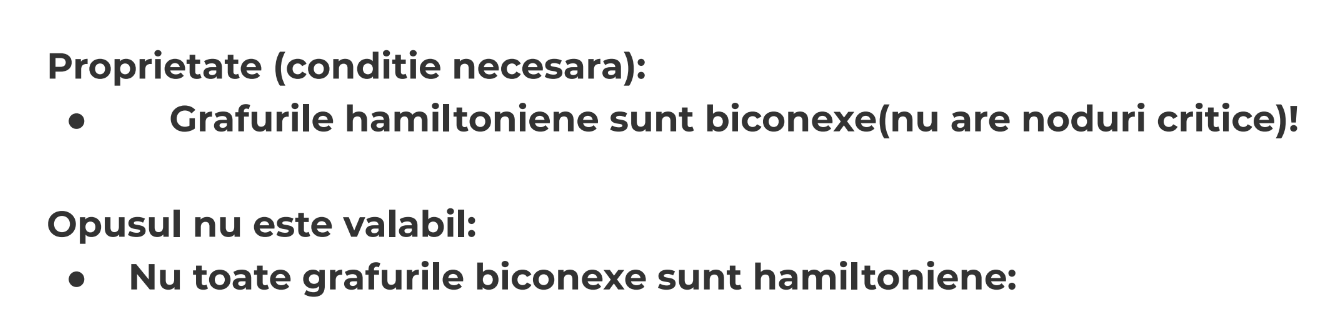 Proprietate (conditie necesara):
● Grafurile hamiltoniene sunt biconexe(nu are noduri critice)!
Opusul nu este valabil:
● Nu toate grafurile biconexe sunt hamiltoniene: